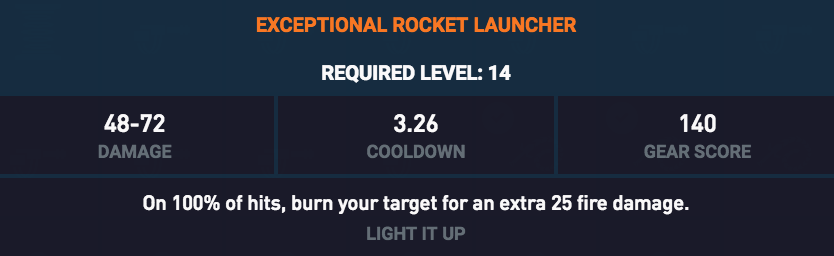 EXCEPTIONAL ROCKET LAUNCHER
REQUIRED LEVEL: 14
48-72
DAMAGE
3.26
COOLDOWN
140
GEAR SCORE
On 100% of hits, burn your target for an extra 25 fire damage.
LIGHT IT UP